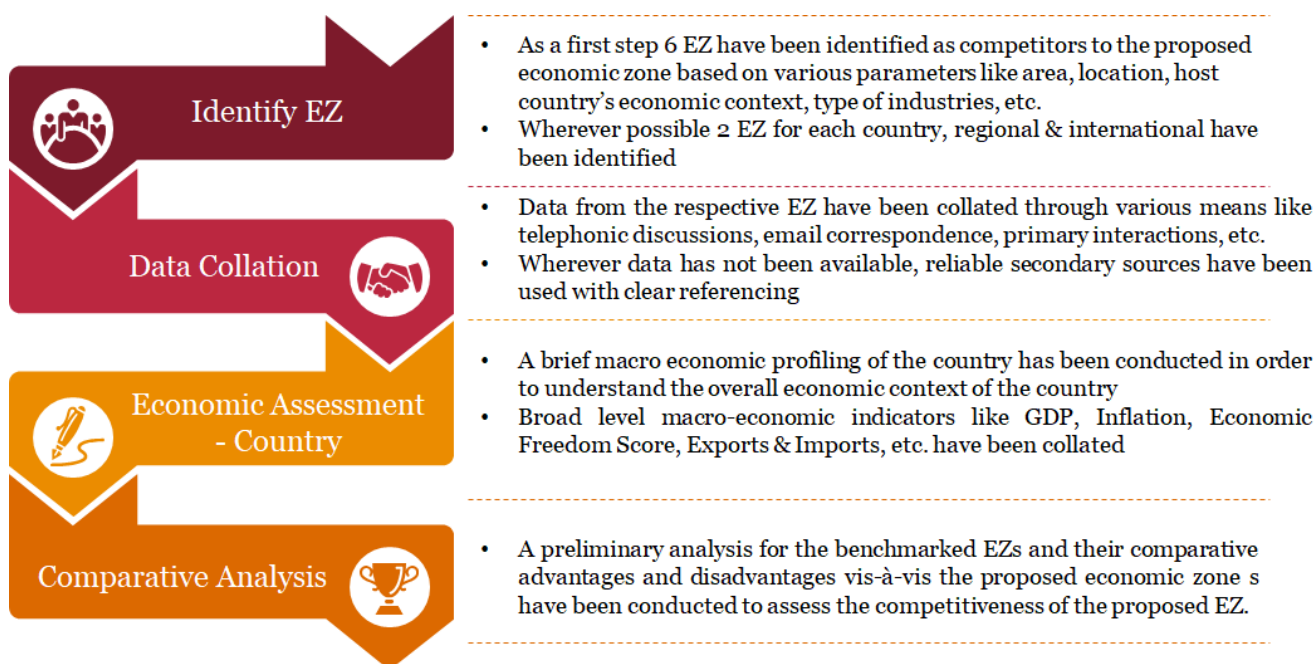 Identify EZ
• As a first step 6 EZ have been identified as competitors to the proposed
economic zone based on various parameters like area, location, host
country's economic context, type of industries, etc.
• Wherever possible 2 EZ for each country, regional & international have
been identified
Data Collation
• Data from the respective EZ have been collated through various means like
telephonic discussions, email correspondence, primary interactions, etc.
• Wherever data has not been available, reliable secondary sources have been
used with clear referencing
Economic Assessment
- Country
• A brief macro economic profiling of the country has been conducted in order
to understand the overall economic context of the country
• Broad level macro-economic indicators like GDP, Inflation, Economic
Freedom Score, Exports & Imports, etc. have been collated
Comparative Analysis
• A preliminary analysis for the benchmarked EZs and their comparative
advantages and disadvantages vis-à-vis the proposed economic zone s
have been conducted to assess the competitiveness of the proposed EZ.